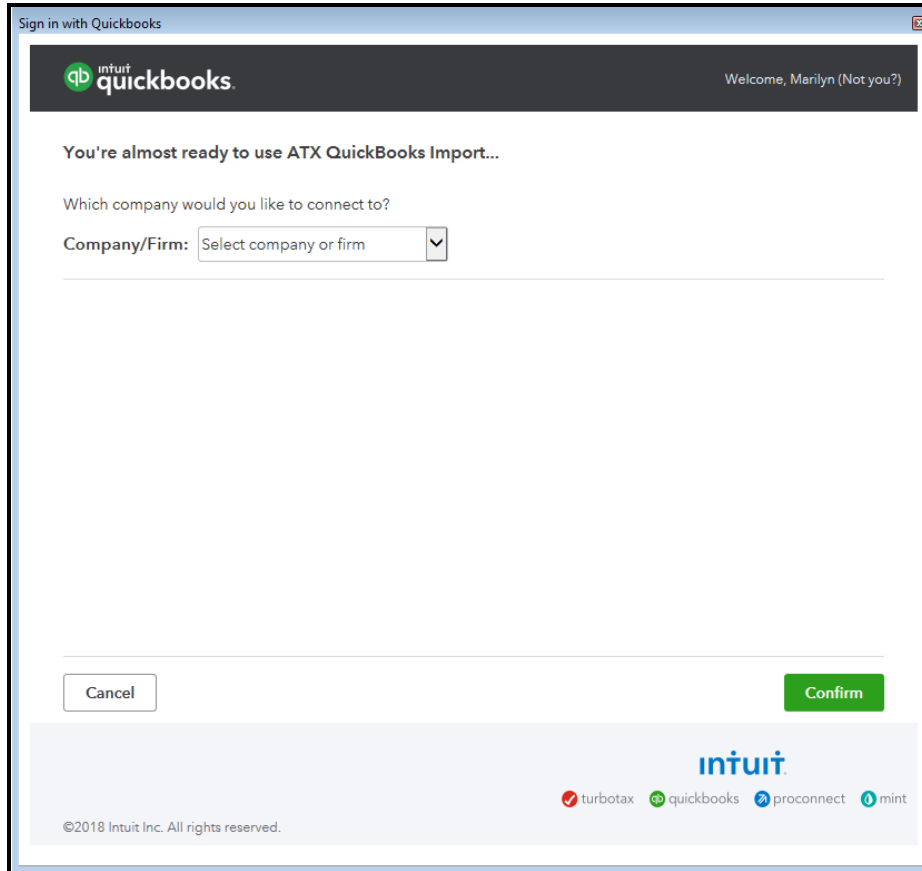 Sign in with Quickbooks
qb intuit quickbooks.
Welcome, Marilyn (Not you?)
You're almost ready to use ATX QuickBooks Import...
Which company would you like to connect to?
Company/Firm: Select company or firm
Cancel
Confirm
intuit.
turbotax qb quickbooks proconnect mint
©2018 Intuit Inc. All rights reserved.